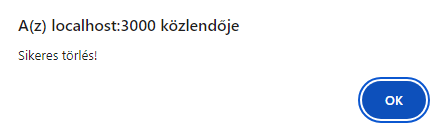 A(z) localhost:3000 közlendője
Sikeres törlés!
OK